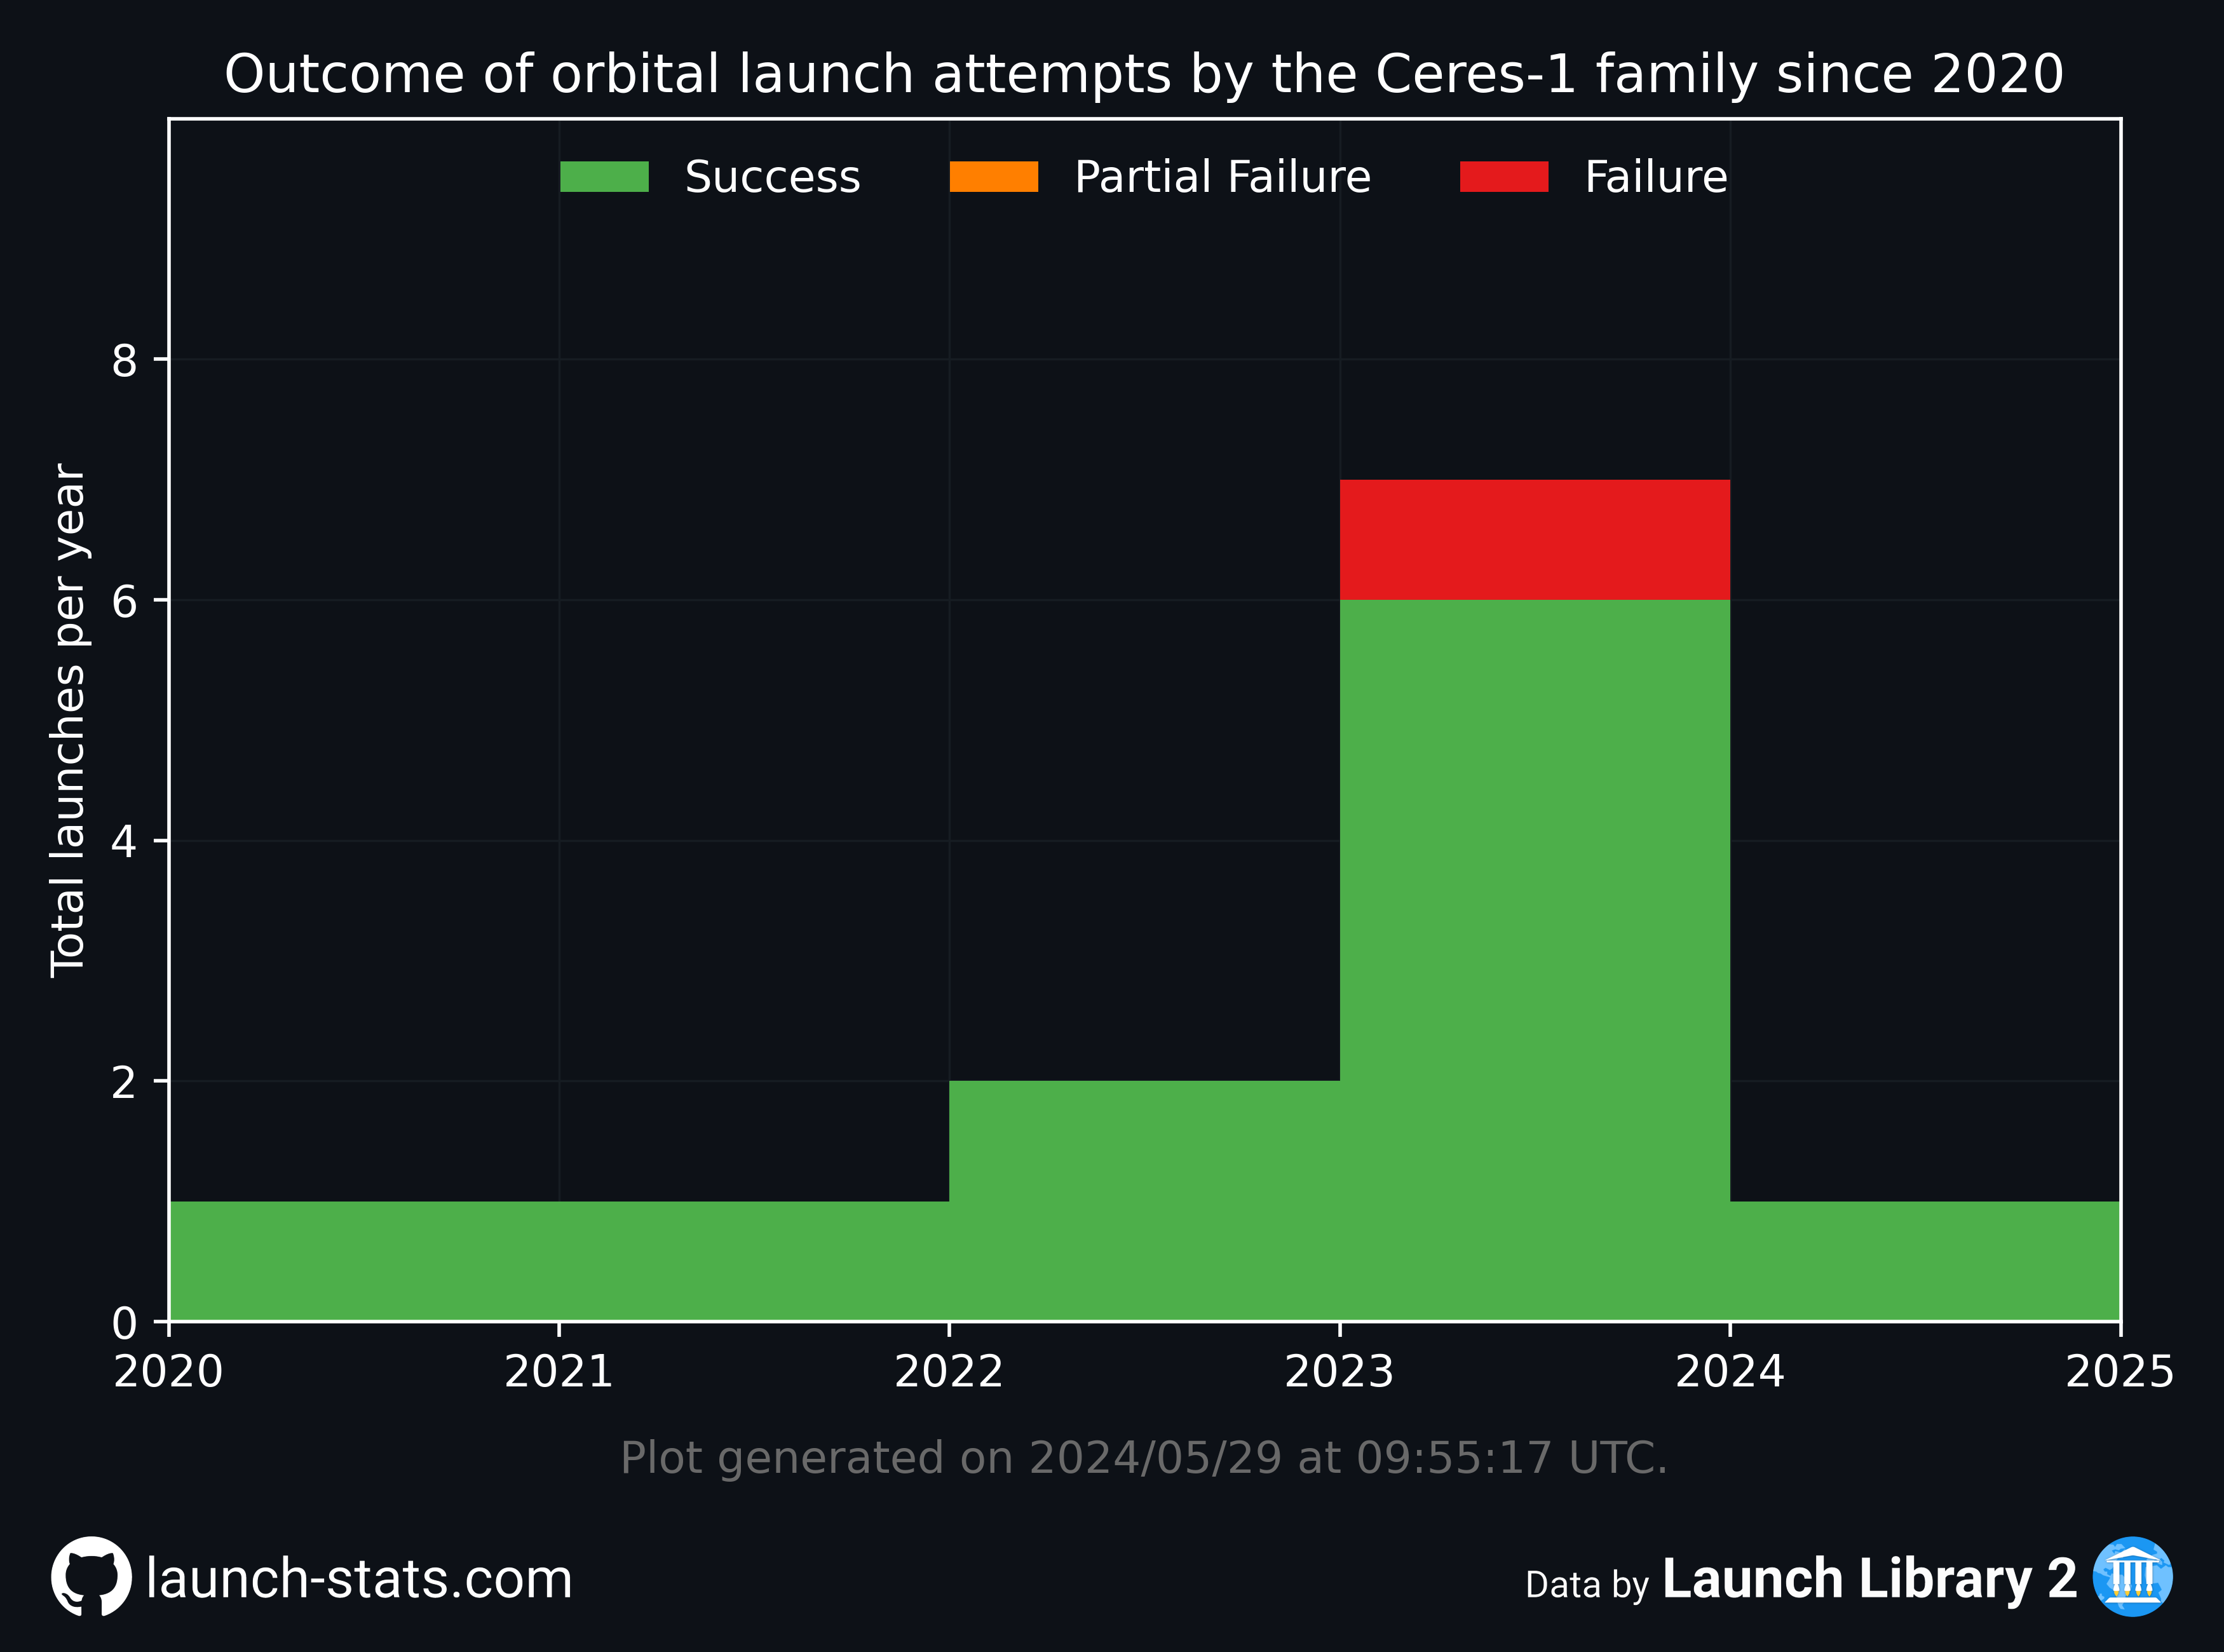 Outcome of orbital launch attempts by the Ceres-1 family since 2020
Success Partial Failure Failure
Total launches per year
8
6
4
2
0
2020 2021 2022 2023 2024 2025
Plot generated on 2024/05/29 at 09:55:17 UTC.
launch-stats.com
Data by Launch Library 2